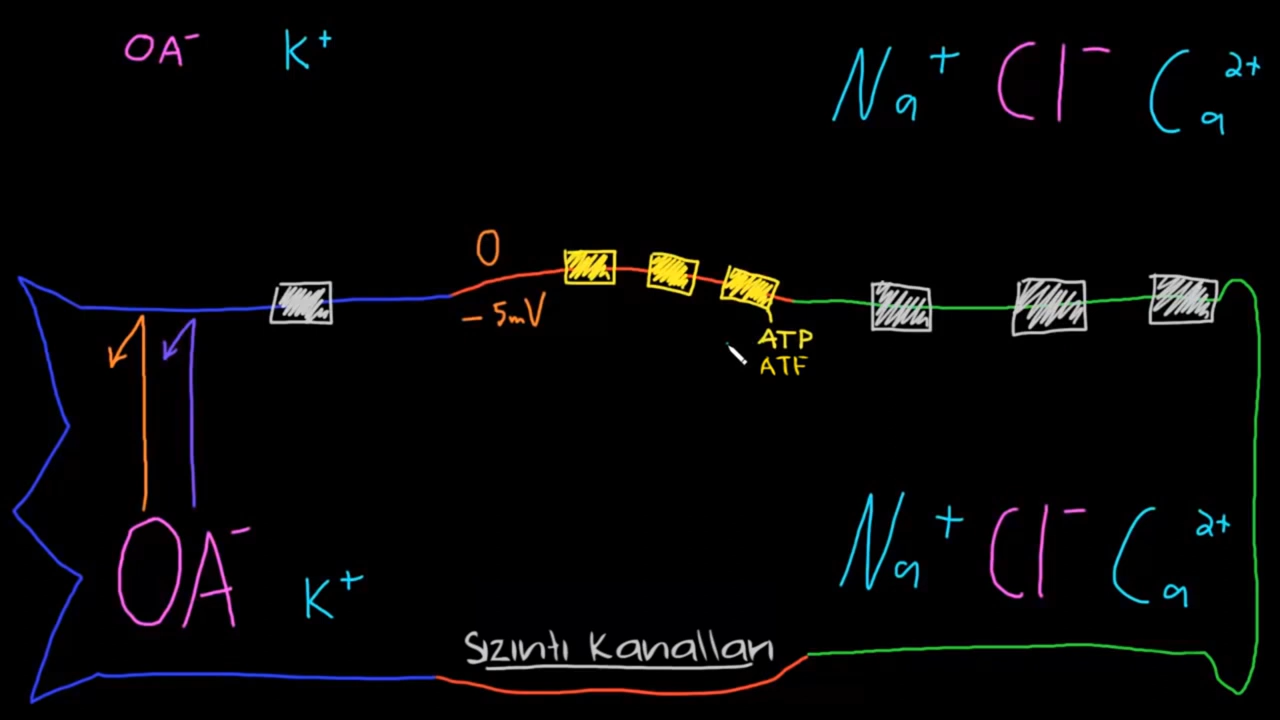 OA⁻ K⁺ Na⁺ Cl⁻ Ca²⁺
0
- 5mV
ATP
ATF
OA⁻ K⁺ Na⁺ Cl⁻ Ca²⁺
Sızıntı Kanalları